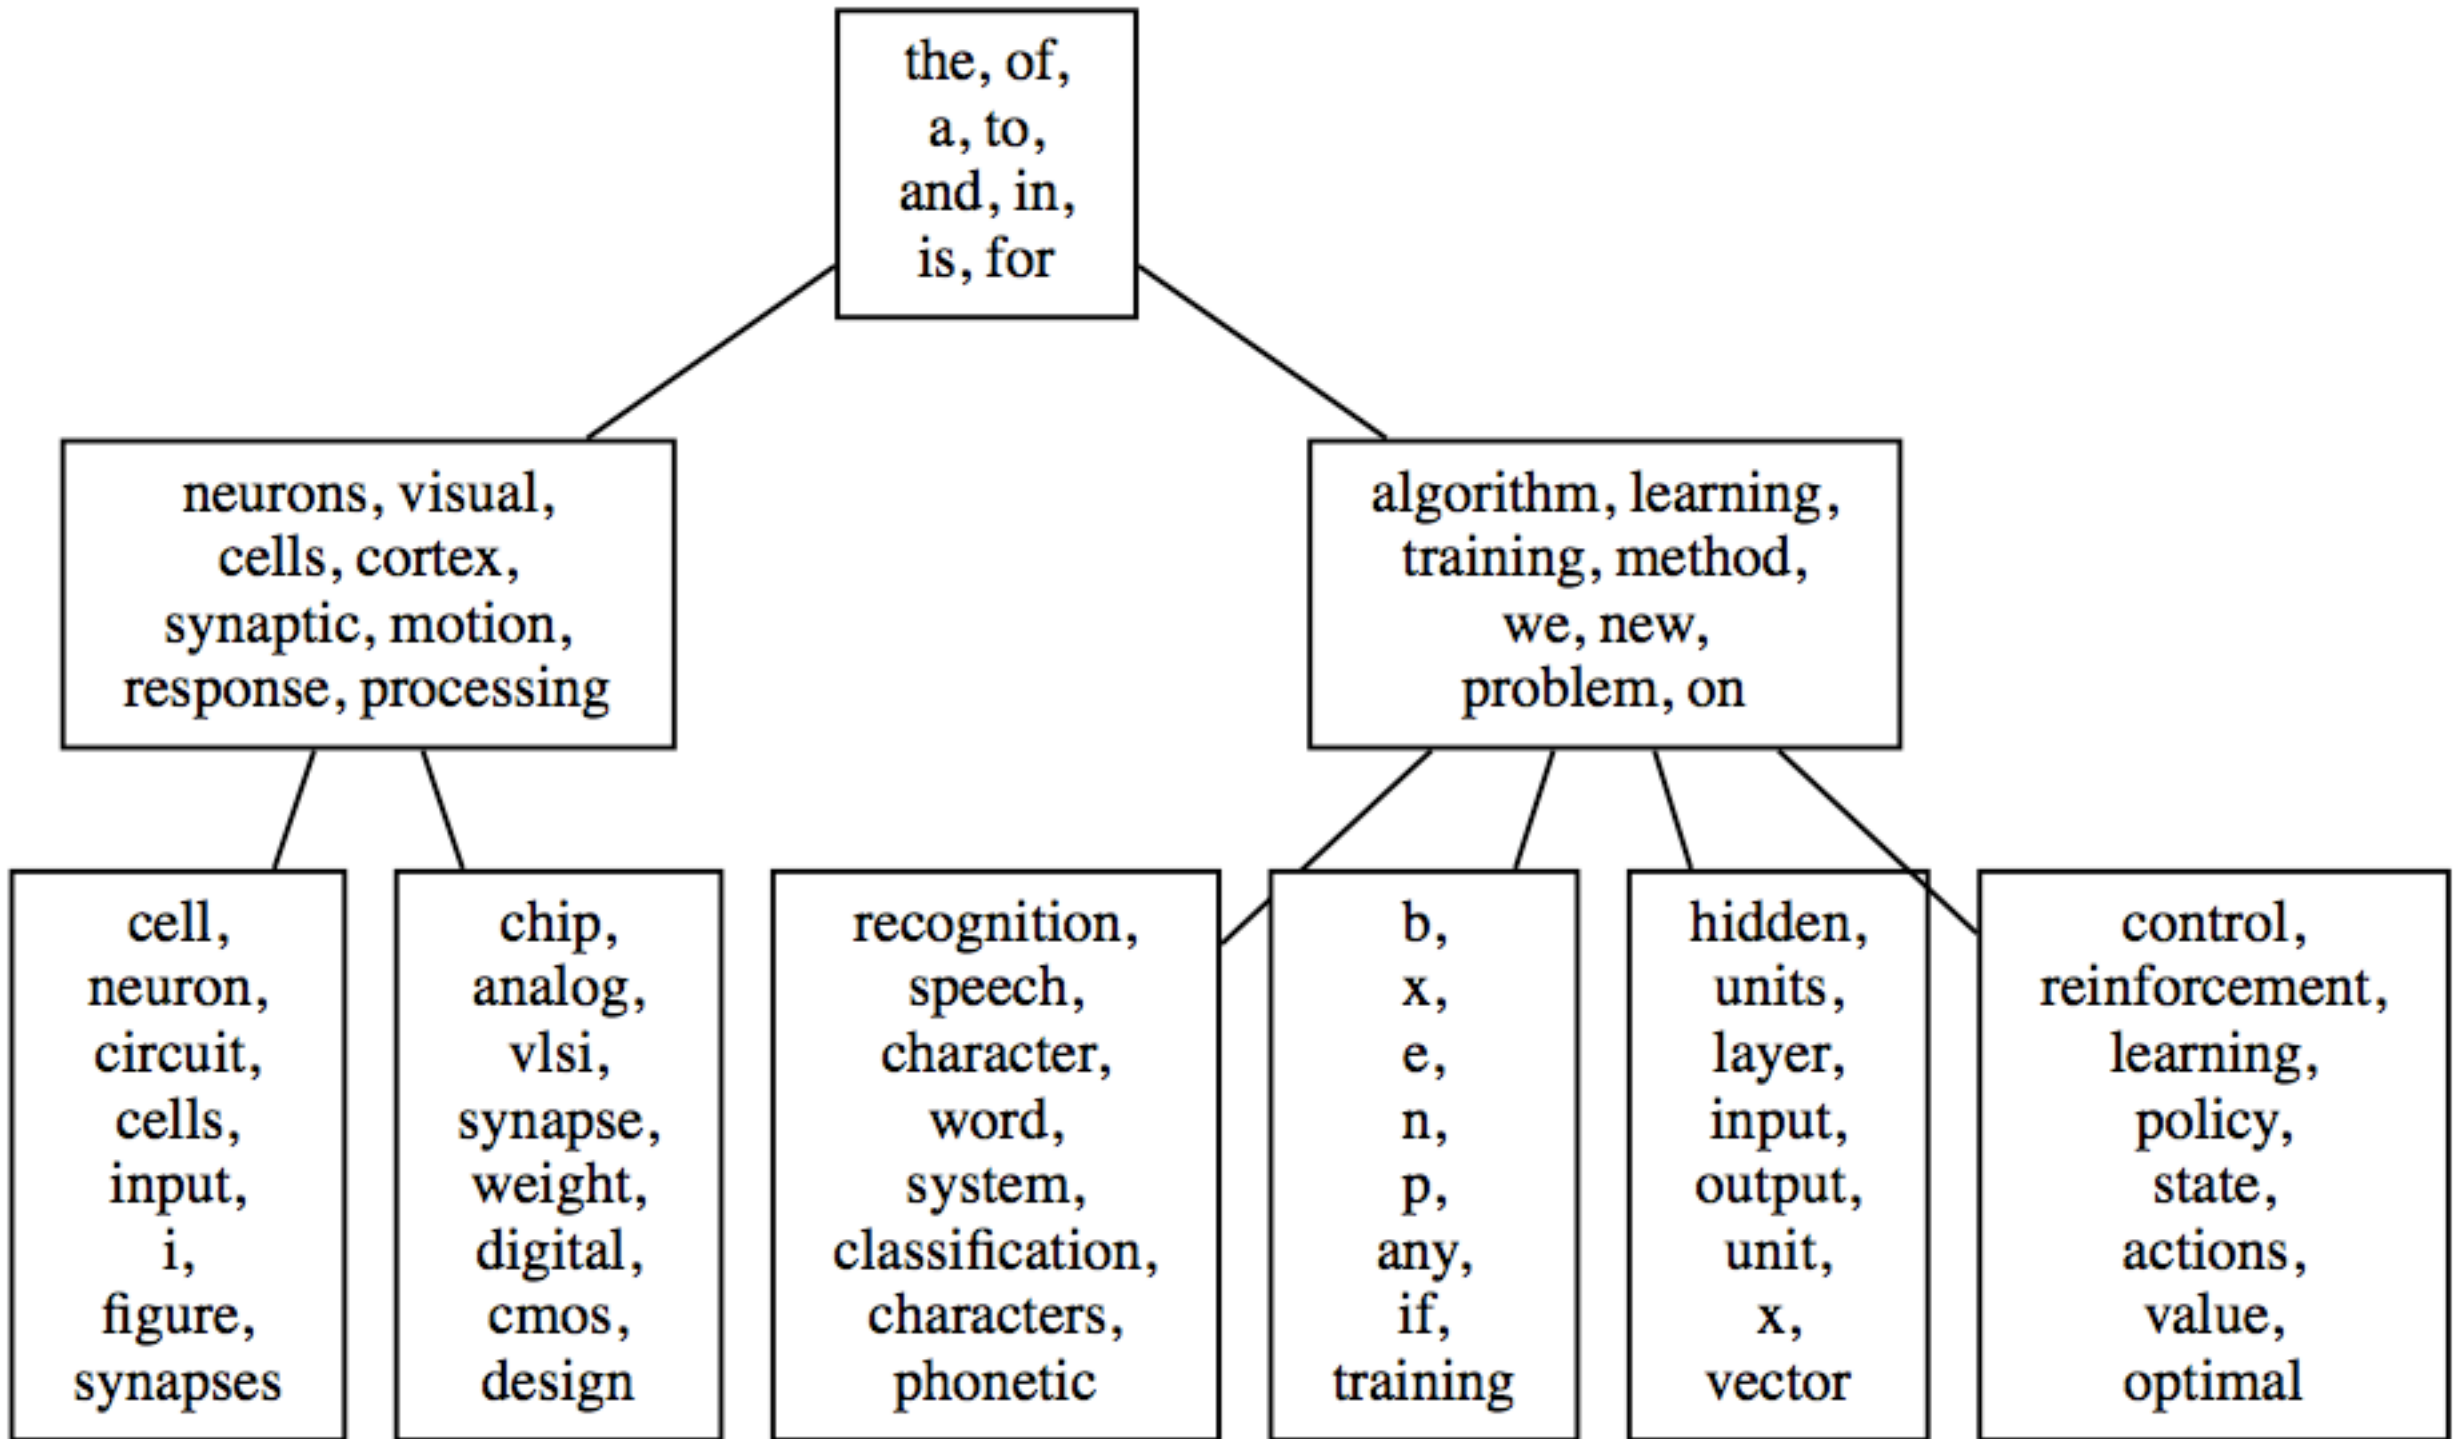 the, of,
a, to,
and, in,
is, for
neurons, visual,
cells, cortex,
synaptic, motion,
response, processing
algorithm, learning,
training, method,
we, new,
problem, on
cell,
neuron,
circuit,
cells,
input,
i,
figure,
synapses
chip,
analog,
vlsi,
synapse,
weight,
digital,
cmos,
design
recognition,
speech,
character,
word,
system,
classification,
characters,
phonetic
b,
x,
e,
n,
p,
any,
if,
training
hidden,
units,
layer,
input,
output,
unit,
x,
vector
control,
reinforcement,
learning,
policy,
state,
actions,
value,
optimal